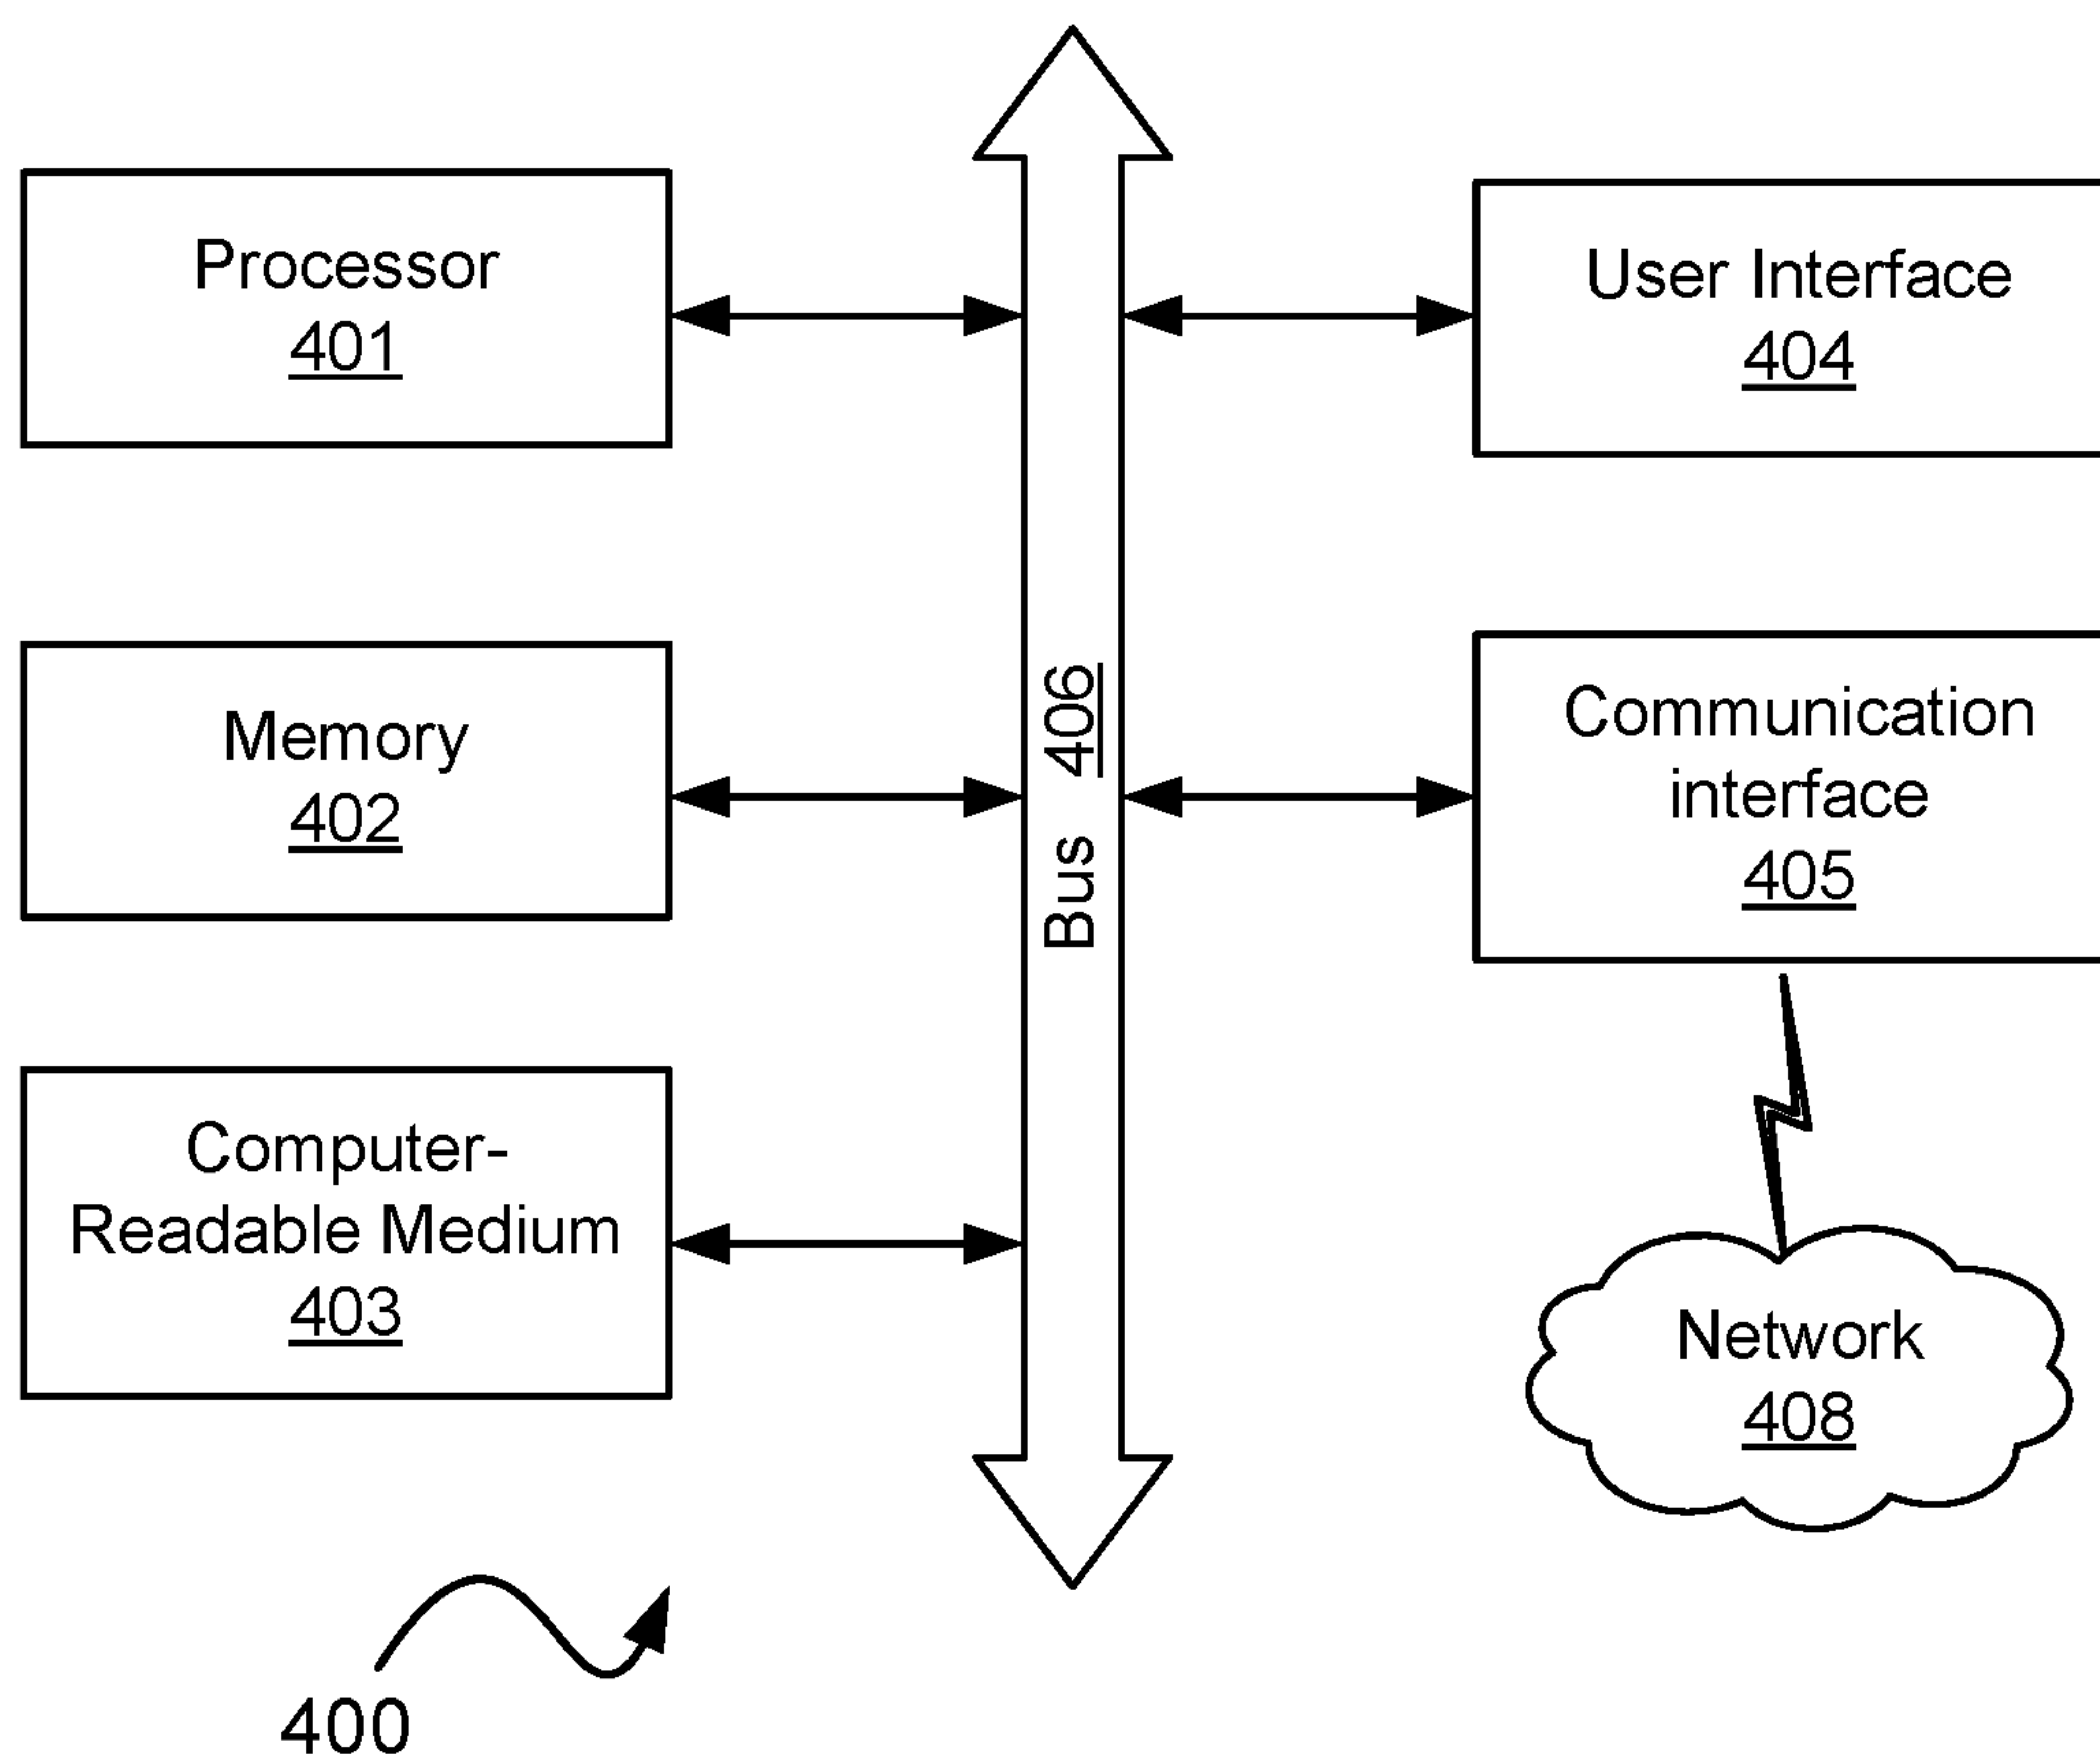 Processor
401
User Interface
404
Memory
402
Bus 406
Communication
interface
405
Computer-
Readable Medium
403
Network
408
400